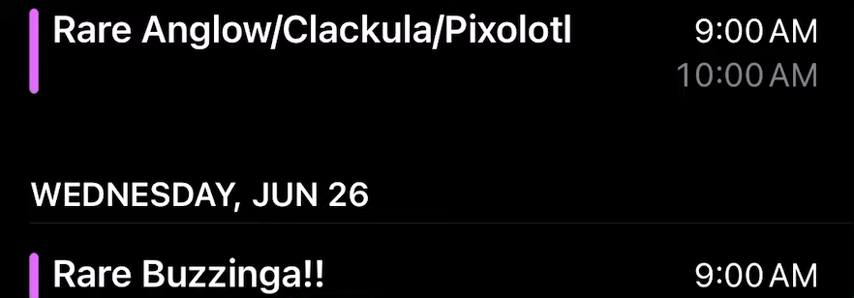 Rare Anglow/Clackula/Pixolotl 9:00 AM
10:00 AM
WEDNESDAY, JUN 26
Rare Buzzinga!! 9:00 AM